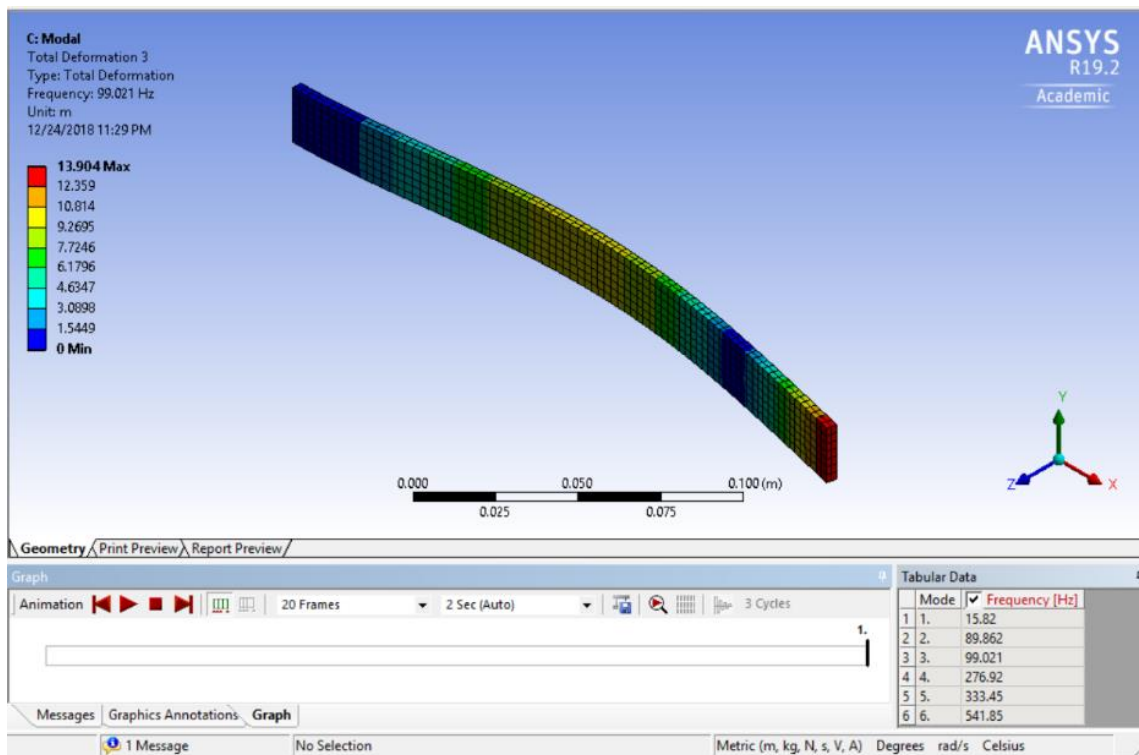 C: Modal
Total Deformation 3
Type: Total Deformation
Frequency: 99.021 Hz
Unit: m
12/24/2018 11:29 PM
ANSYS
R19.2
Academic
13.904 Max
12.359
10.814
9.2695
7.7246
6.1796
4.6347
3.0898
1.5449
0 Min
Y
Z
X
0.000 0.050 0.100 (m)
0.025 0.075
Geometry Print Preview Report Preview
Graph
Animation 20 Frames 2 Sec (Auto) 3 Cycles
1.
Messages Graphics Annotations Graph
Tabular Data
Mode Frequency [Hz]
1 1. 15.82
2 2. 89.862
3 3. 99.021
4 4. 276.92
5 5. 333.45
6 6. 541.85
1 Message No Selection Metric (m, kg, N, s, V, A) Degrees rad/s Celsius